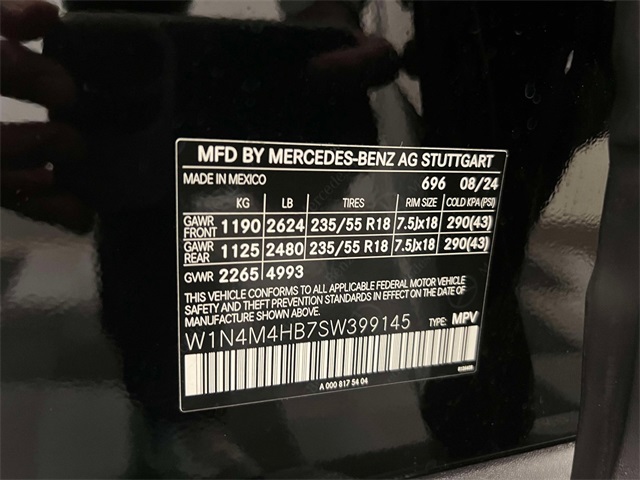 MFD BY MERCEDES-BENZ AG STUTTGART
MADE IN MEXICO 696 08/24
KG LB TIRES RIM SIZE COLD KPA(PSI)
GAWR FRONT 1190 2624 235/55 R18 7.5Jx18 290(43)
GAWR REAR 1125 2480 235/55 R18 7.5Jx18 290(43)
GWR 2265 4993
THIS VEHICLE CONFORMS TO ALL APPLICABLE FEDERAL MOTOR VEHICLE
SAFETY AND THEFT PREVENTION STANDARDS IN EFFECT ON THE DATE OF
MANUFACTURE SHOWN ABOVE.
W1N4M4HB7SW399145 TYPE: MPV
A 000 817 54 04